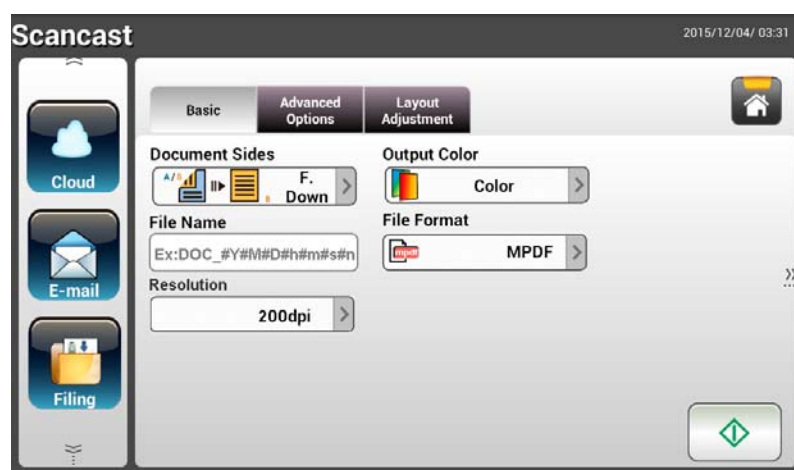 Scancast
2015/12/04/ 03:31
Cloud
E-mail
Filing
Basic
Advanced
Options
Layout
Adjustment
Document Sides
A/B
F.
Down
Output Color
Color
File Name
Ex:DOC_#Y#M#D#h#m#s#n
File Format
mpdf
MPDF
Resolution
200dpi